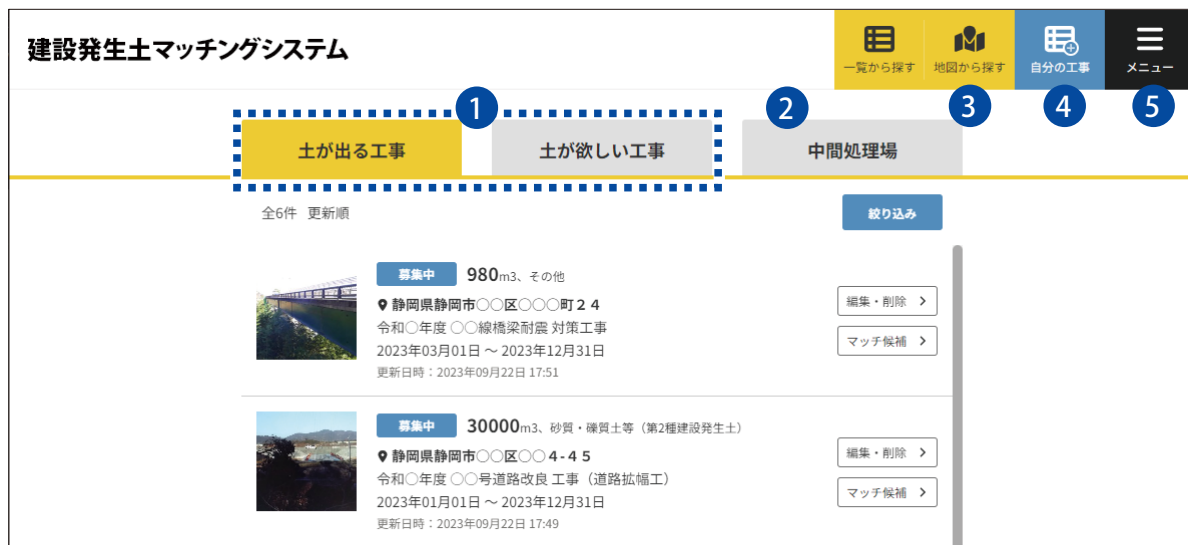 建設発生土マッチングシステム
一覧から探す
地図から探す
自分の工事
メニュー
1
2
3
4
5
土が出る工事
土が欲しい工事
中間処理場
全6件 更新順
絞り込み
募集中 980m3、その他
静岡県静岡市○○区○○○町２４
令和○年度 ○○線橋梁耐震 対策工事
2023年03月01日 ～ 2023年12月31日
更新日時：2023年09月22日 17:51
編集・削除
マッチ候補
募集中 30000m3、砂質・礫質土等（第2種建設発生土）
静岡県静岡市○○区○○４-４５
令和○年度 ○○号道路改良 工事（道路拡幅工）
2023年01月01日 ～ 2023年12月31日
更新日時：2023年09月22日 17:49
編集・削除
マッチ候補